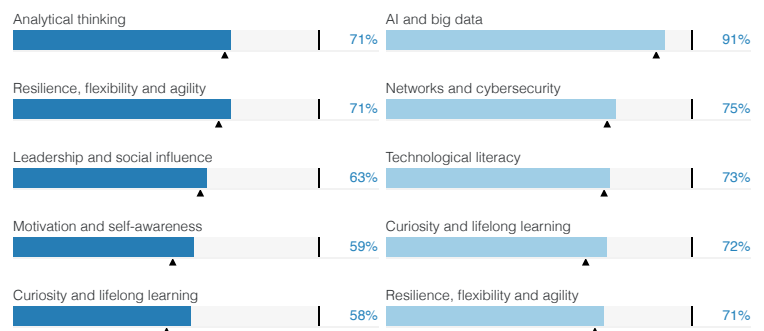 Analytical thinking
71%
Resilience, flexibility and agility
71%
Leadership and social influence
63%
Motivation and self-awareness
59%
Curiosity and lifelong learning
58%
AI and big data
91%
Networks and cybersecurity
75%
Technological literacy
73%
Curiosity and lifelong learning
72%
Resilience, flexibility and agility
71%